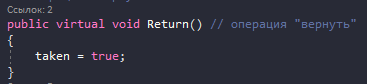 Ссылок: 2
public virtual void Return() // операция "вернуть"
{
taken = true;
}